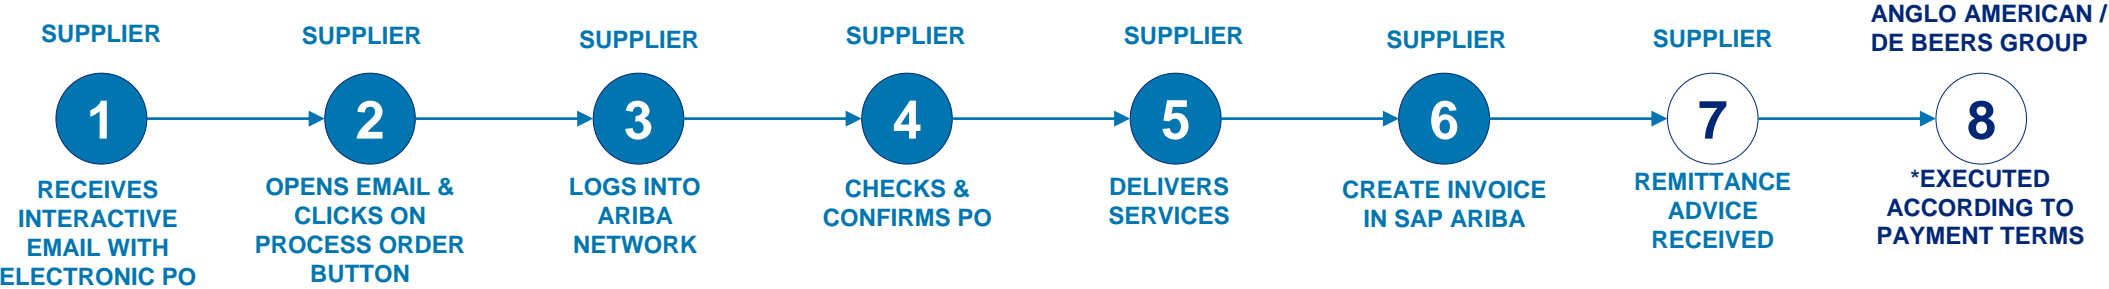 SUPPLIER
1
RECEIVES
INTERACTIVE
EMAIL WITH
ELECTRONIC PO
SUPPLIER
2
OPENS EMAIL &
CLICKS ON
PROCESS ORDER
BUTTON
SUPPLIER
3
LOGS INTO
ARIBA
NETWORK
SUPPLIER
4
CHECKS &
CONFIRMS PO
SUPPLIER
5
DELIVERS
SERVICES
SUPPLIER
6
CREATE INVOICE
IN SAP ARIBA
SUPPLIER
7
REMITTANCE
ADVICE
RECEIVED
ANGLO AMERICAN /
DE BEERS GROUP
8
*EXECUTED
ACCORDING TO
PAYMENT TERMS